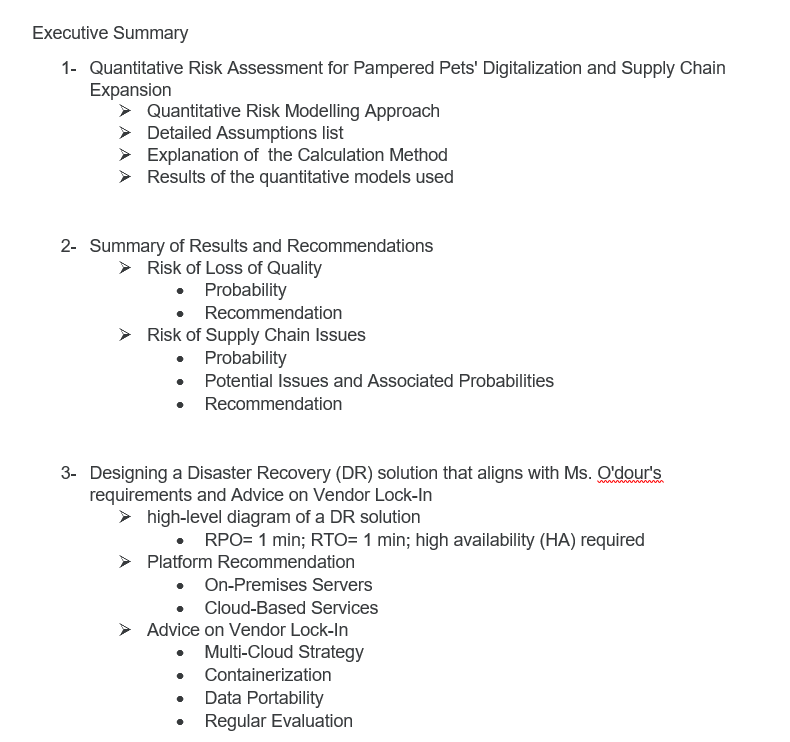 Executive Summary
1- Quantitative Risk Assessment for Pampered Pets' Digitalization and Supply Chain
Expansion
➢ Quantitative Risk Modelling Approach
➢ Detailed Assumptions list
➢ Explanation of the Calculation Method
➢ Results of the quantitative models used
2- Summary of Results and Recommendations
➢ Risk of Loss of Quality
• Probability
• Recommendation
➢ Risk of Supply Chain Issues
• Probability
• Potential Issues and Associated Probabilities
• Recommendation
3- Designing a Disaster Recovery (DR) solution that aligns with Ms. O'dour's
requirements and Advice on Vendor Lock-In
➢ high-level diagram of a DR solution
• RPO= 1 min; RTO= 1 min; high availability (HA) required
➢ Platform Recommendation
• On-Premises Servers
• Cloud-Based Services
➢ Advice on Vendor Lock-In
• Multi-Cloud Strategy
• Containerization
• Data Portability
• Regular Evaluation